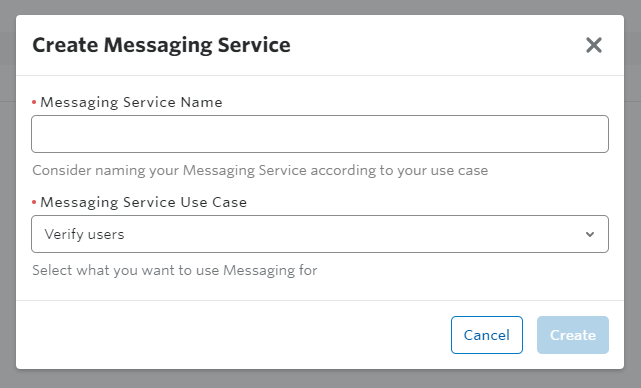 Create Messaging Service
• Messaging Service Name
Consider naming your Messaging Service according to your use case
• Messaging Service Use Case
Verify users
Select what you want to use Messaging for
Cancel
Create